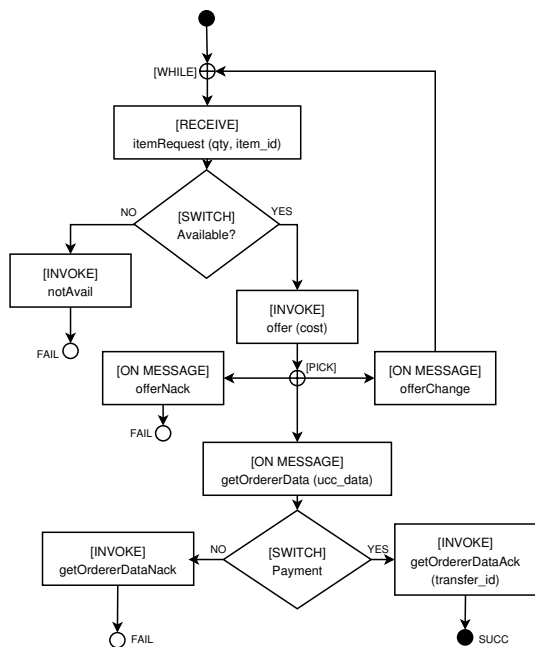 [WHILE]
[RECEIVE]
itemRequest (qty, item_id)
NO
[SWITCH]
Available?
YES
[INVOKE]
notAvail
FAIL
[INVOKE]
offer (cost)
[PICK]
[ON MESSAGE]
offerNack
FAIL
[ON MESSAGE]
offerChange
[ON MESSAGE]
getOrdererData (ucc_data)
NO
[SWITCH]
Payment
YES
[INVOKE]
getOrdererDataNack
FAIL
[INVOKE]
getOrdererDataAck
(transfer_id)
SUCC